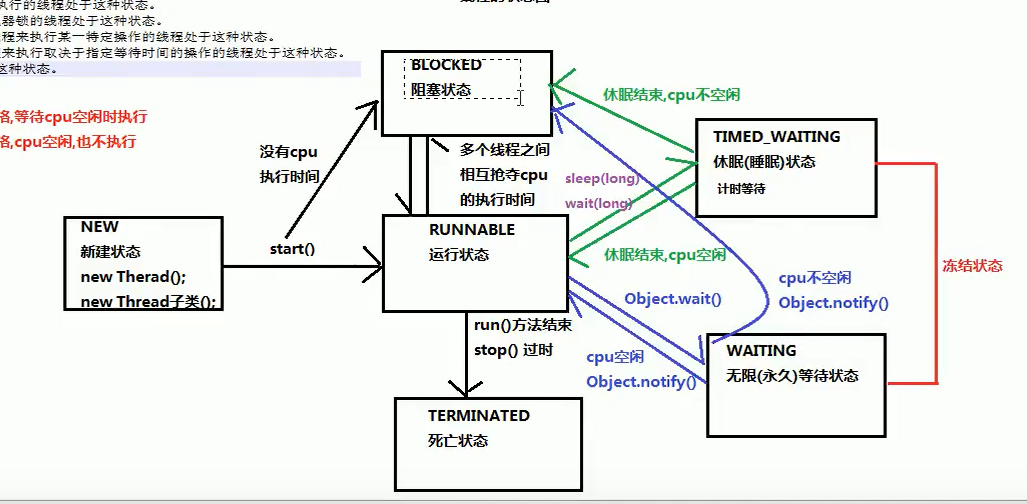 执行的线程处于这种状态。
器锁的线程处于这种状态。
程来执行某一特定操作的线程处于这种状态。
来执行取决于指定等待时间的操作的线程处于这种状态。
这种状态。
,等待cpu空闲时执行
,cpu空闲,也不执行
BLOCKED
阻塞状态
休眠结束,cpu不空闲
TIMED_WAITING
休眠(睡眠)状态
计时等待
没有cpu
执行时间
多个线程之间
相互抢夺cpu
的执行时间
sleep(long)
wait(long)
NEW
新建状态
new Therad();
new Thread子类();
start()
RUNNABLE
运行状态
休眠结束,cpu空闲
冻结状态
cpu不空闲
Object.notify()
Object.wait()
run()方法结束
stop() 过时
cpu空闲
Object.notify()
WAITING
无限(永久)等待状态
TERMINATED
死亡状态